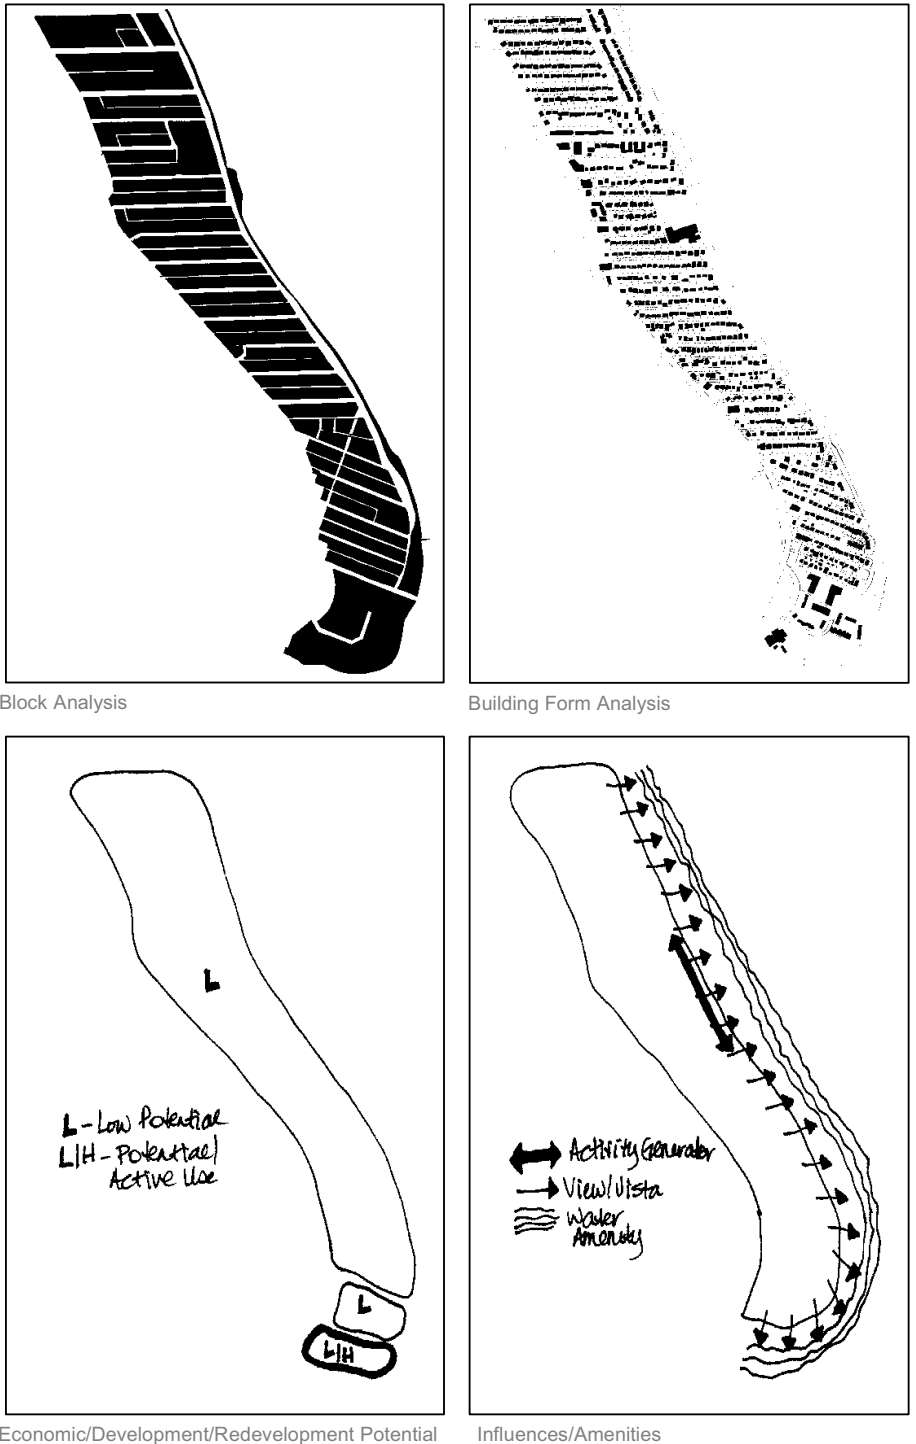 Block Analysis
Building Form Analysis
L
L-Low Potential
L/H-Potential/
Active Use
L
L/H
Activity Generator
View/Vista
Water
Amenity
Economic/Development/Redevelopment Potential
Influences/Amenities